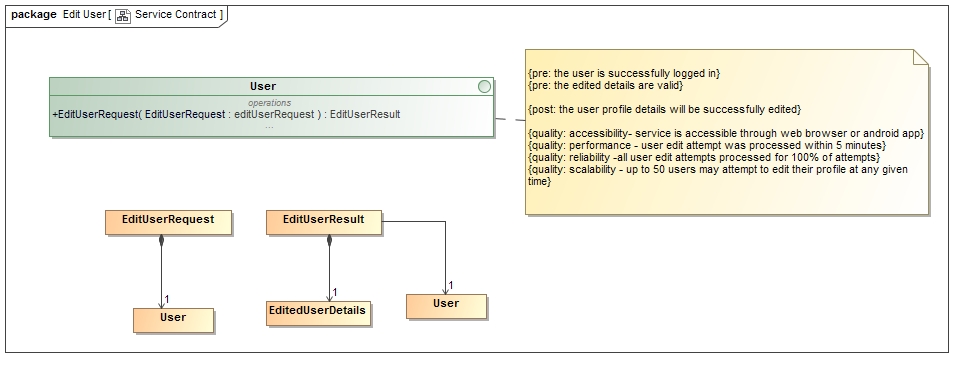 package Edit User [ Service Contract ]
User
operations
+EditUserRequest( EditUserRequest : editUserRequest ) : EditUserResult
...
{pre: the user is successfully logged in}
{pre: the edited details are valid}
{post: the user profile details will be successfully edited}
{quality: accessibility- service is accessible through web browser or android app}
{quality: performance - user edit attempt was processed within 5 minutes}
{quality: reliability -all user edit attempts processed for 100% of attempts}
{quality: scalability - up to 50 users may attempt to edit their profile at any given
time}
EditUserRequest
EditUserResult
1
1
1
User
EditedUserDetails
User